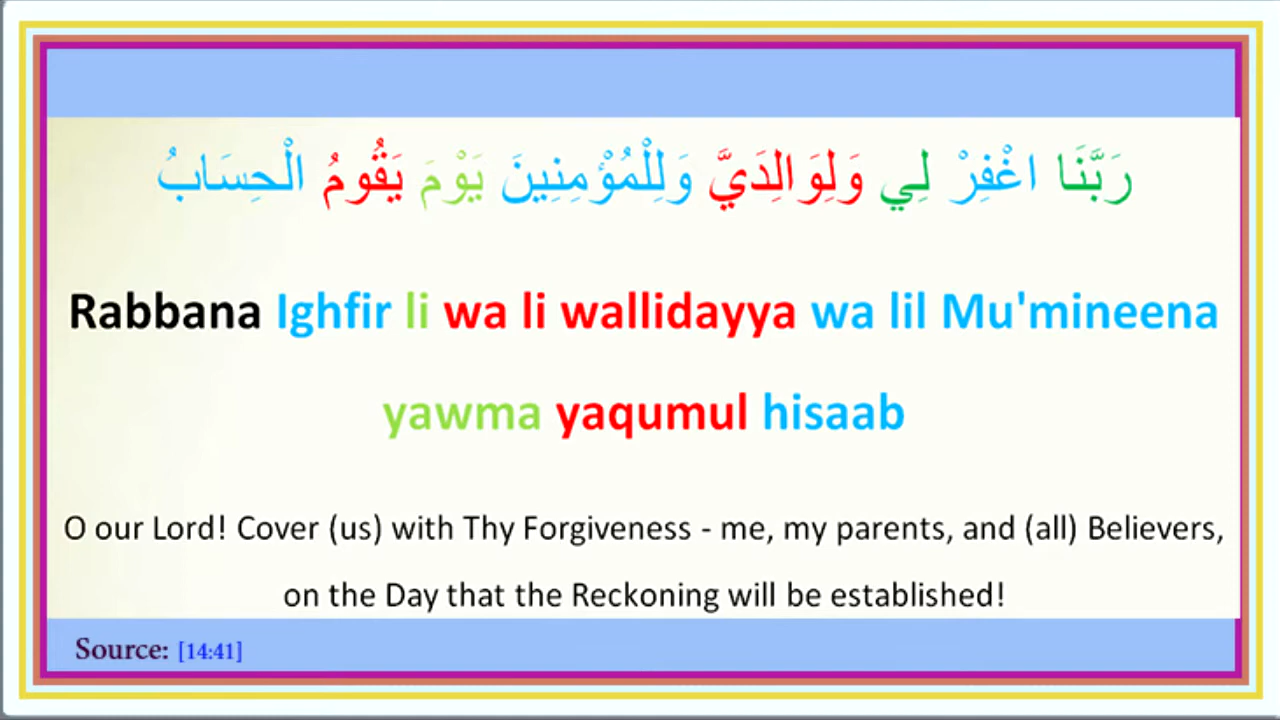 رَبَّنَا اغْفِرْ لِي وَلِوَالِدَيَّ وَلِلْمُؤْمِنِينَ يَوْمَ يَقُومُ الْحِسَابُ
Rabbana Ighfir li wa li wallidayya wa lil Mu'mineena
yawma yaqumul hisaab
O our Lord! Cover (us) with Thy Forgiveness - me, my parents, and (all) Believers,
on the Day that the Reckoning will be established!
Source: [14:41]